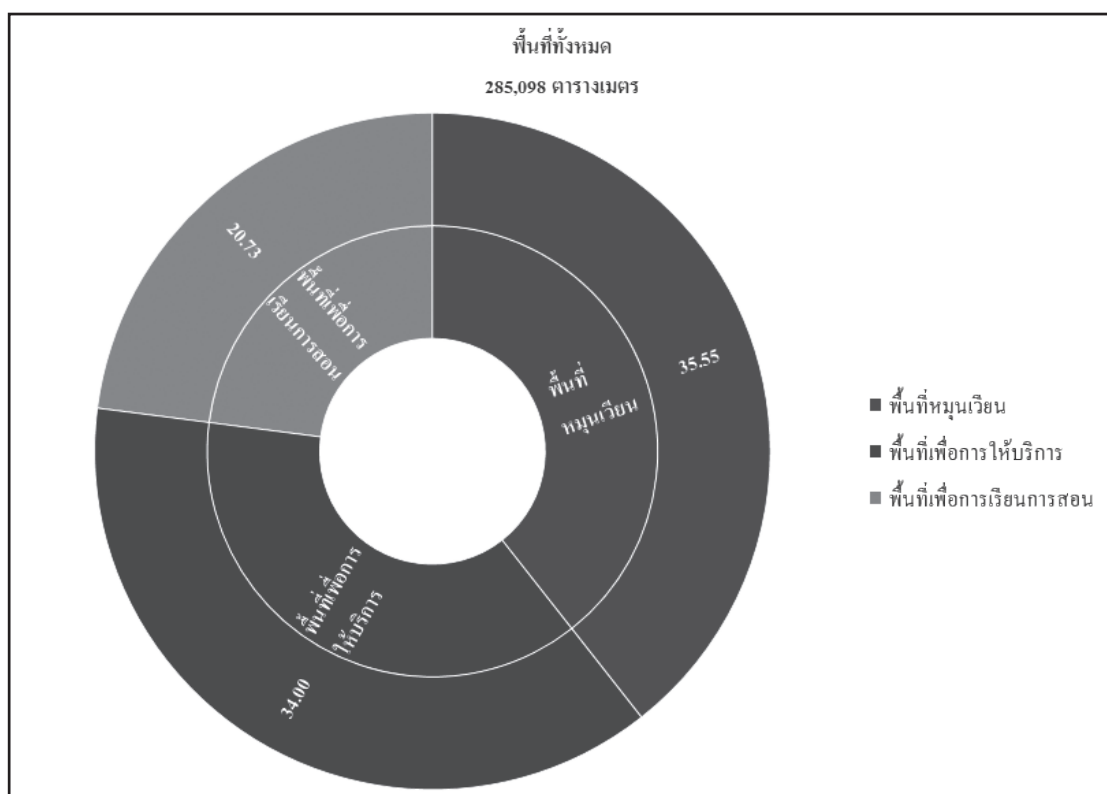 พื้นที่ทั้งหมด
285,098 ตารางเมตร
20.73
พื้นที่เพื่อการ
เรียนการสอน
35.55
พื้นที่
หมุนเวียน
พื้นที่เพื่อการ
ให้บริการ
34.00
พื้นที่หมุนเวียน
พื้นที่เพื่อการให้บริการ
พื้นที่เพื่อการเรียนการสอน